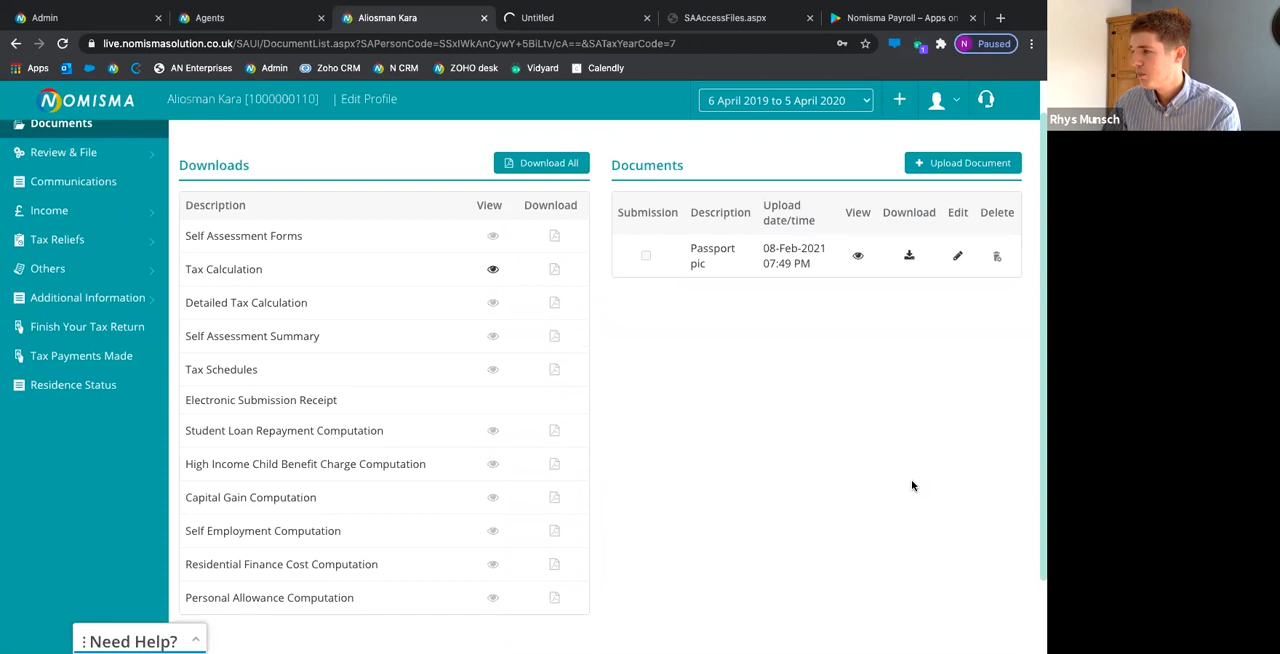 Admin
Agents
Aliosman Kara
Untitled
SAAccessFiles.aspx
Nomisma Payroll – Apps on
live.nomismasolution.co.uk/SAUI/DocumentList.aspx?SAPersonCode=SSxIWkAnCywY+5BiLtv/cA==&SATaxYearCode=7
N Paused
Apps
AN Enterprises
Admin
Zoho CRM
N CRM
ZOHO desk
Vidyard
Calendly
NOMISMA
Aliosman Kara [1000000110] | Edit Profile
6 April 2019 to 5 April 2020
Rhys Munsch
Documents
Review & File
Communications
Income
Tax Reliefs
Others
Additional Information
Finish Your Tax Return
Tax Payments Made
Residence Status
Downloads
Download All
Description View Download
Self Assessment Forms
Tax Calculation
Detailed Tax Calculation
Self Assessment Summary
Tax Schedules
Electronic Submission Receipt
Student Loan Repayment Computation
High Income Child Benefit Charge Computation
Capital Gain Computation
Self Employment Computation
Residential Finance Cost Computation
Personal Allowance Computation
Documents
+ Upload Document
Submission Description Upload date/time View Download Edit Delete
Passport pic 08-Feb-2021 07:49 PM
Need Help?